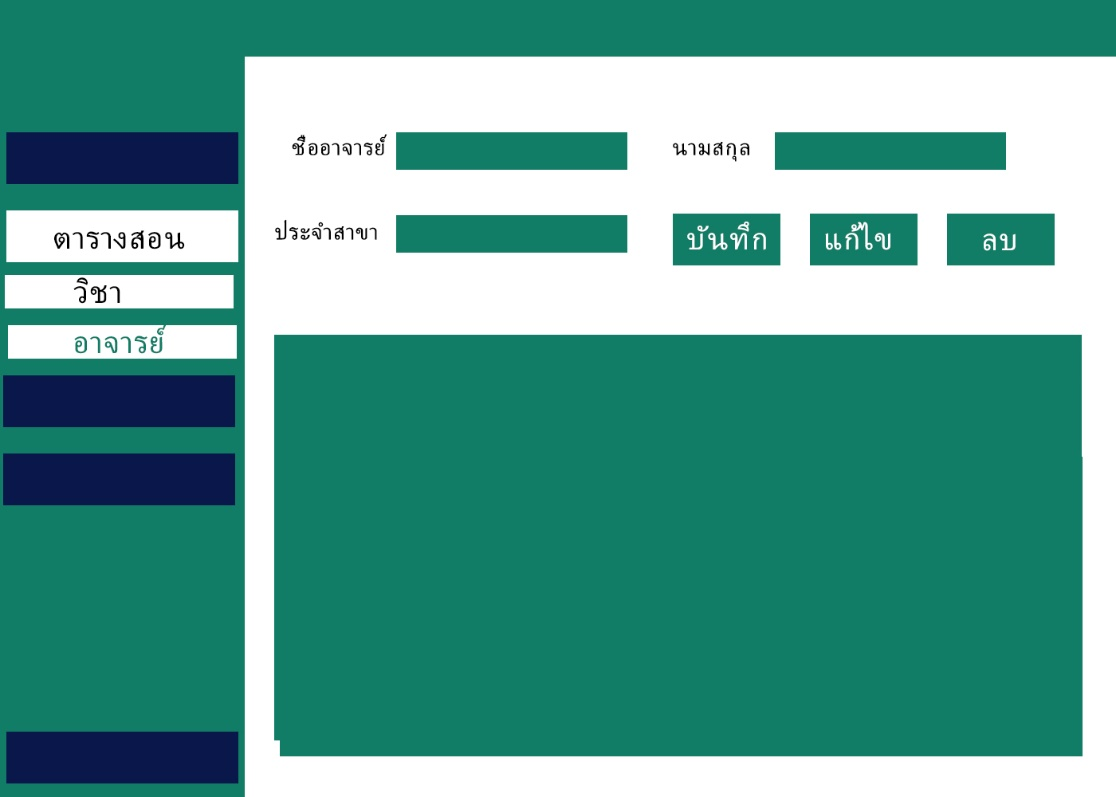 ชื่ออาจารย์
นามสกุล
ตารางสอน
ประจำสาขา
บันทึก
แก้ไข
ลบ
วิชา
อาจารย์